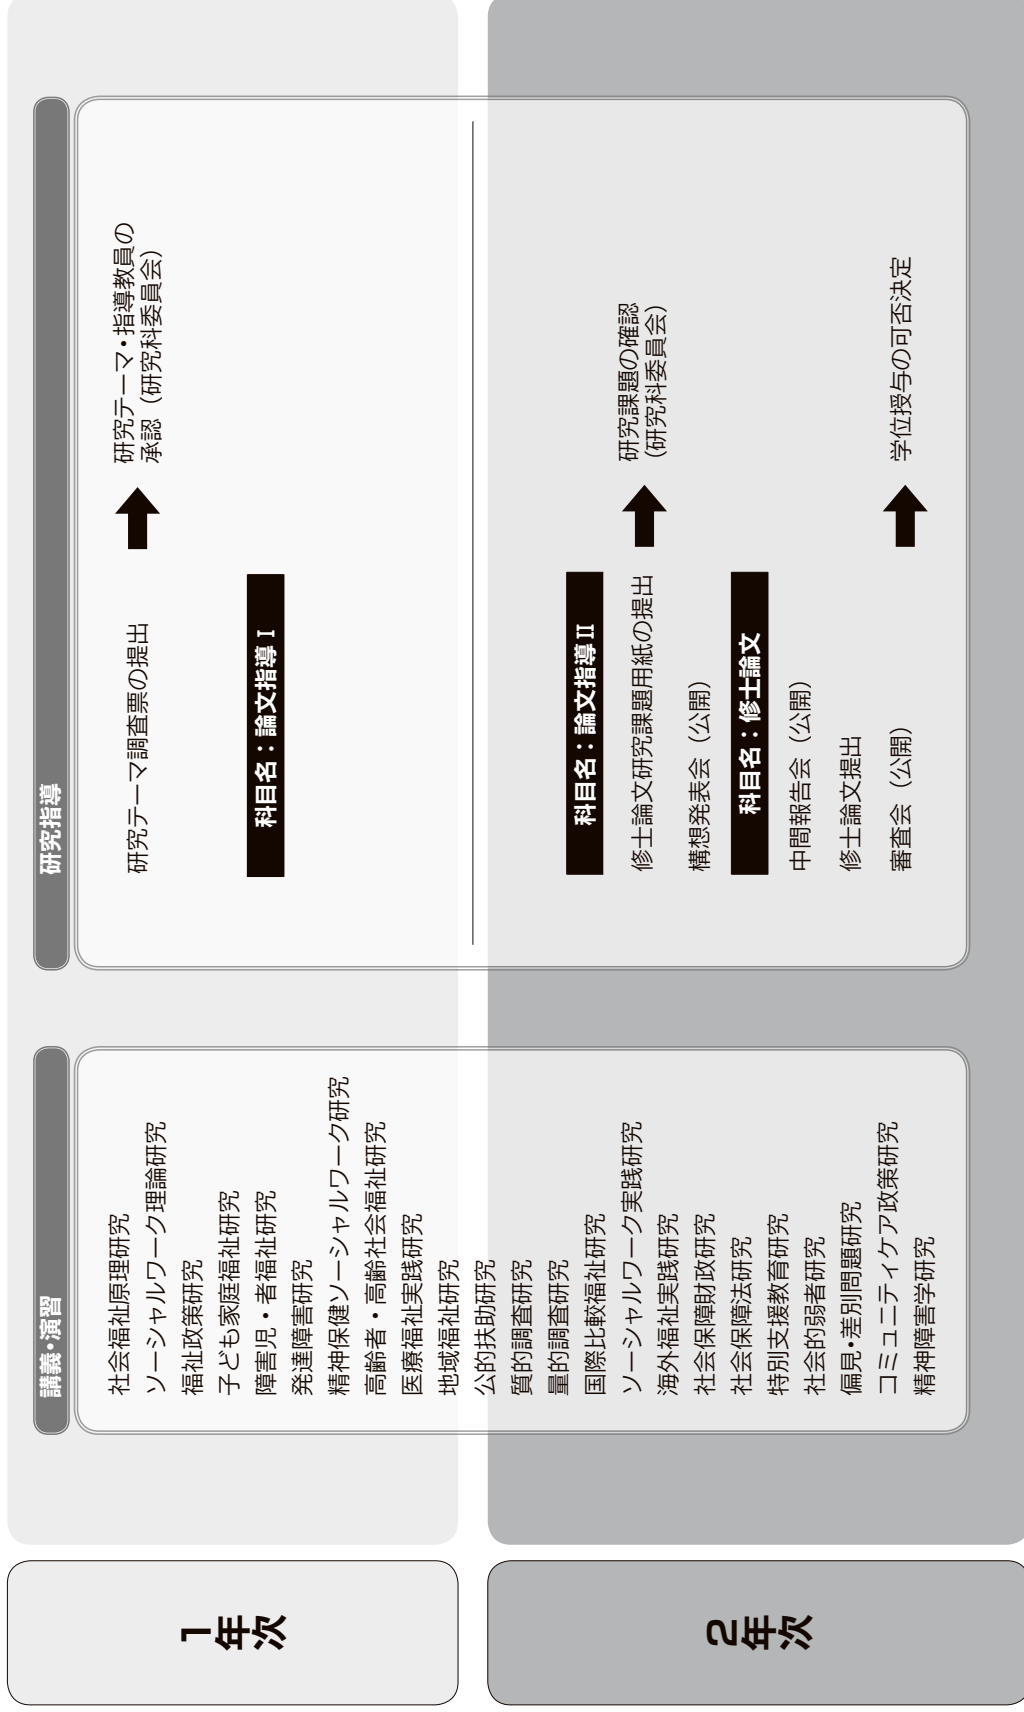 1年次
2年次
講義・演習
社会福祉原理研究
ソーシャルワーク理論研究
福祉政策研究
子ども家庭福祉研究
障害児・者福祉研究
発達障害研究
精神保健ソーシャルワーク研究
高齢者・高齢社会福祉研究
医療福祉実践研究
地域福祉研究
公的扶助研究
質的調査研究
量的調査研究
国際比較福祉研究
ソーシャルワーク実践研究
海外福祉実践研究
社会保障財政研究
社会保障法研究
特別支援教育研究
社会的弱者研究
偏見・差別問題研究
コミュニティケア政策研究
精神障害学研究
研究指導
研究テーマ調査票の提出
研究テーマ・指導教員の
承認（研究科委員会）
科目名：論文指導Ⅰ
科目名：論文指導Ⅱ
修士論文研究課題用紙の提出
研究課題の確認
（研究科委員会）
構想発表会（公開）
科目名：修士論文
中間報告会（公開）
修士論文提出
審査会（公開）
学位授与の可否決定